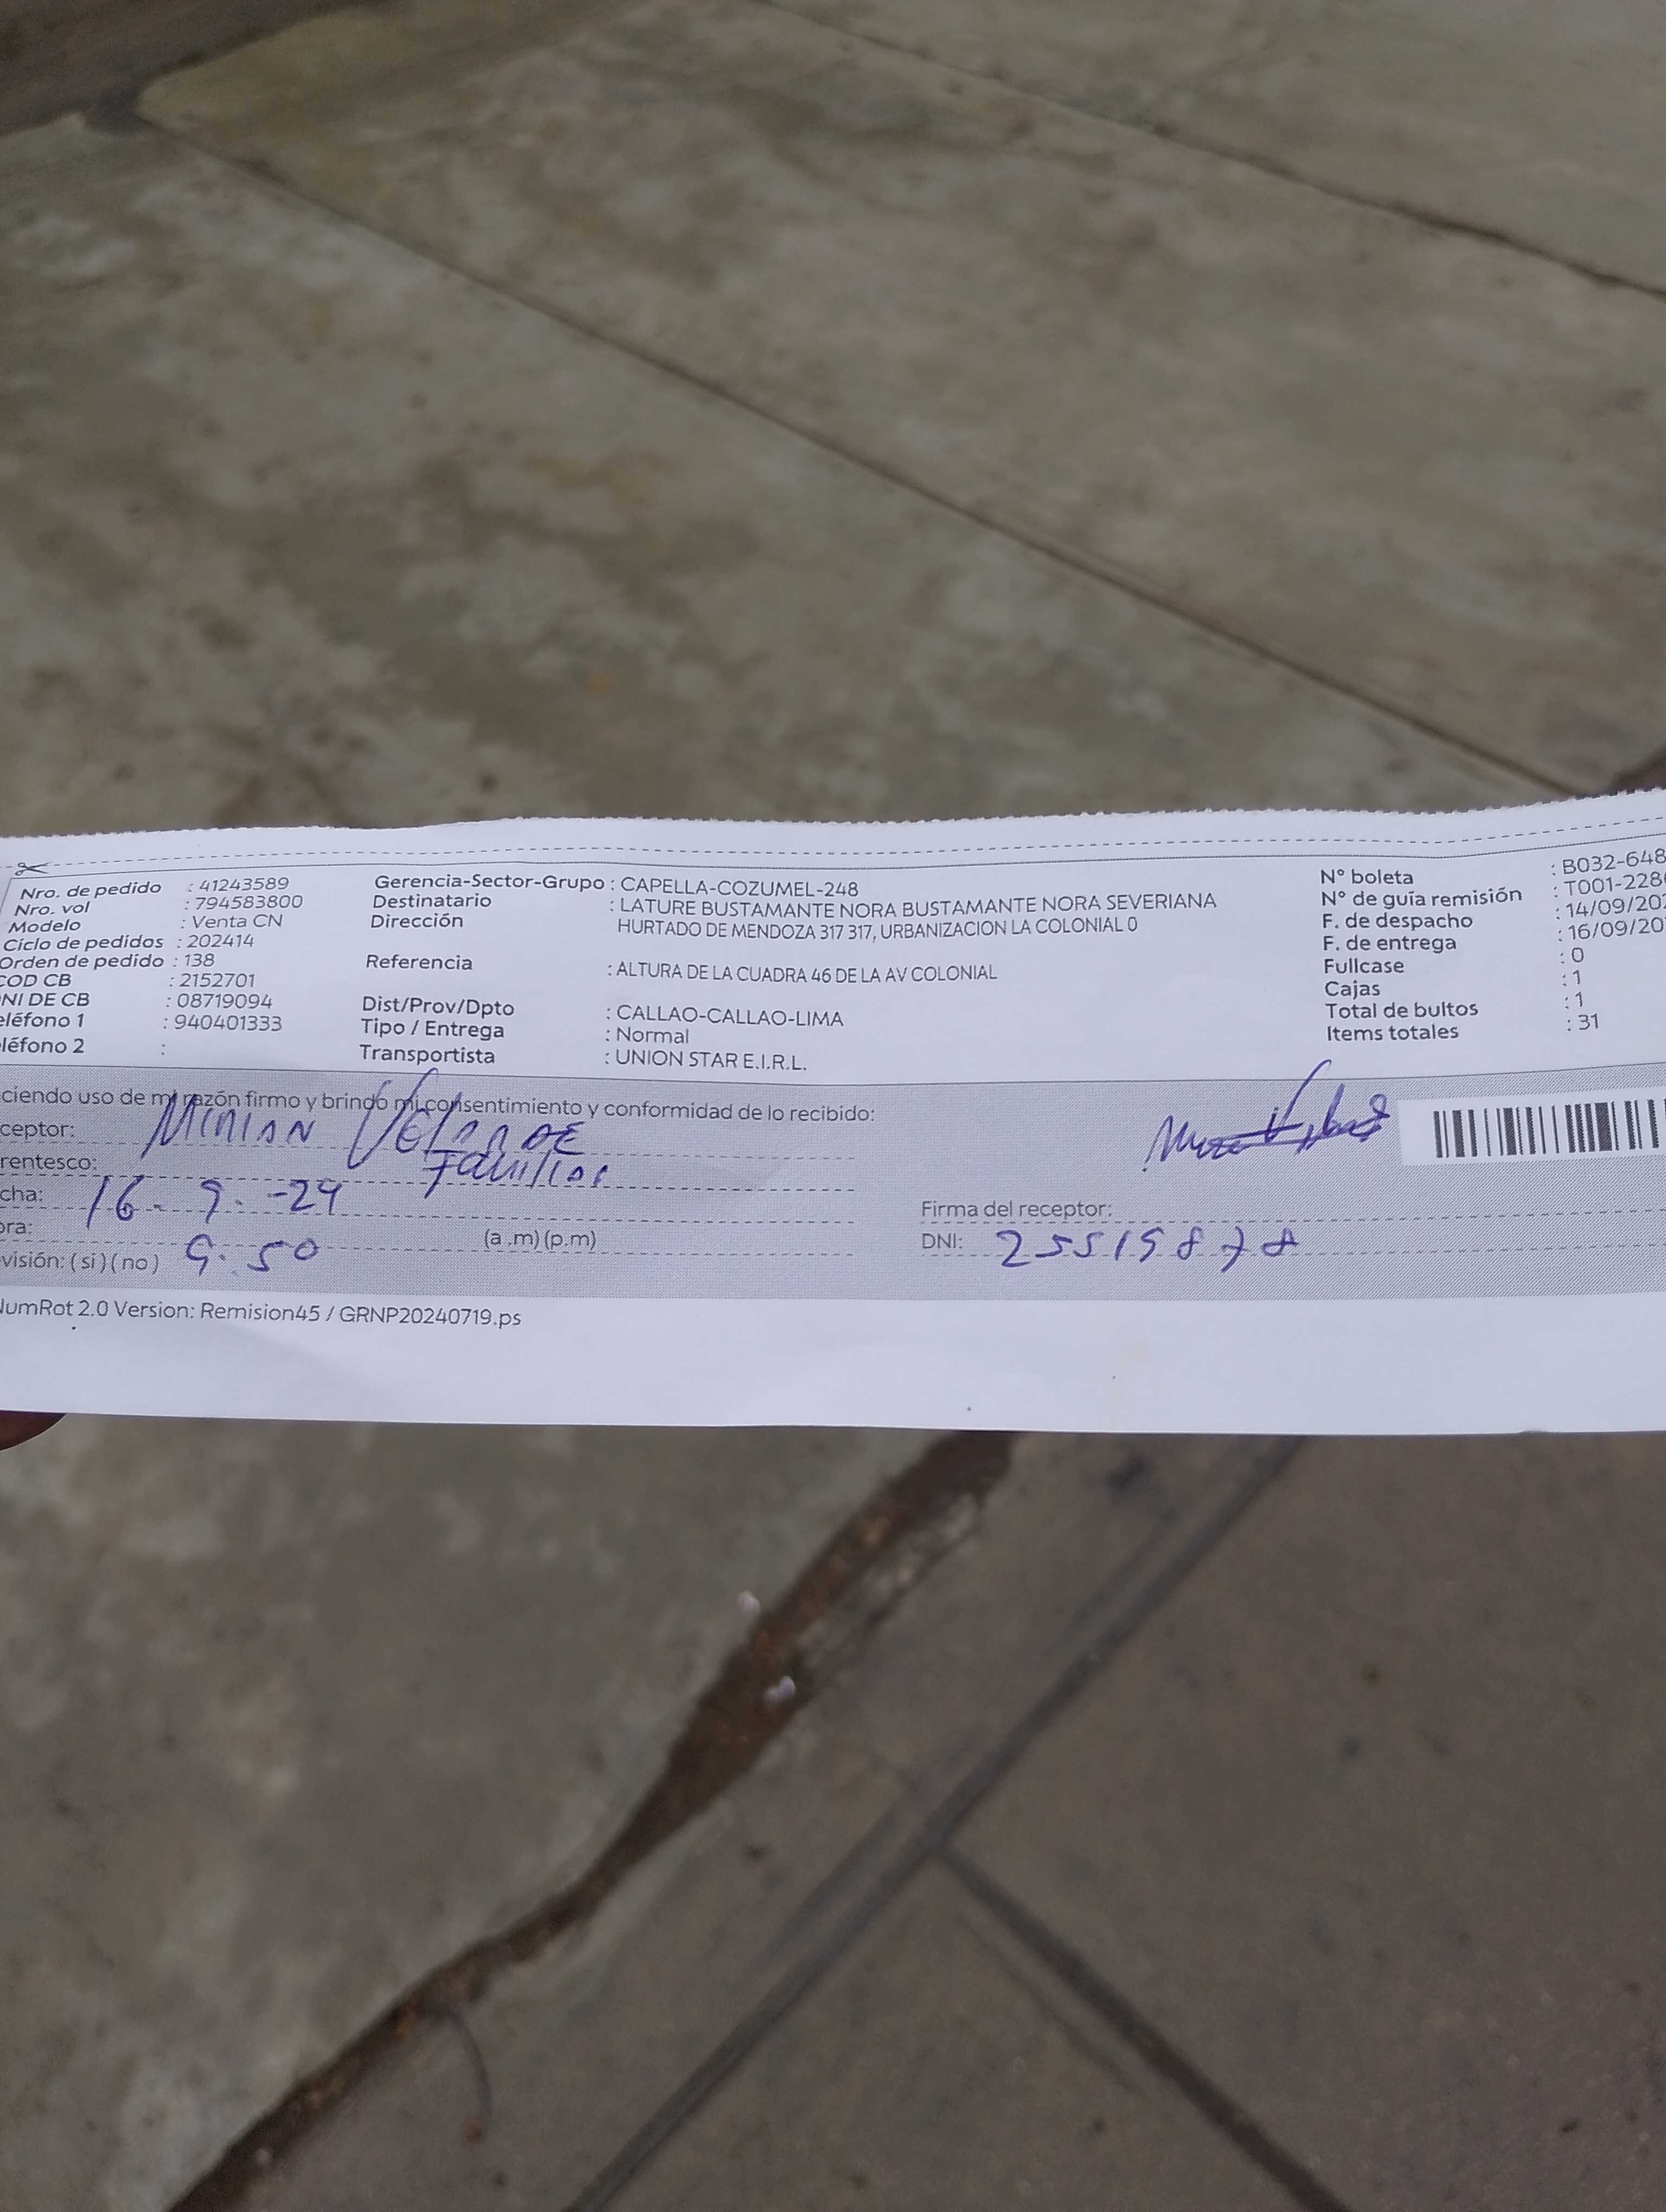 Nro. de pedido : 41243589
Nro. vol : 794583800
Modelo : Venta CN
Ciclo de pedidos : 202414
Orden de pedido : 138
COD CB : 2152701
NI DE CB : 08719094
eléfono 1 : 940401333
léfono 2 :
Gerencia-Sector-Grupo : CAPELLA-COZUMEL-248
Destinatario : LATURE BUSTAMANTE NORA BUSTAMANTE NORA SEVERIANA
Dirección HURTADO DE MENDOZA 317 317, URBANIZACION LA COLONIAL 0
Referencia : ALTURA DE LA CUADRA 46 DE LA AV COLONIAL
Dist/Prov/Dpto : CALLAO-CALLAO-LIMA
Tipo / Entrega : Normal
Transportista : UNION STAR E.I.R.L.
N° boleta : B032-648
N° de guía remisión : T001-228
F. de despacho : 14/09/20
F. de entrega : 16/09/20
Fullcase : 0
Cajas : 1
Total de bultos : 1
Items totales : 31
ciendo uso de mi razón firmo y brindo mi consentimiento y conformidad de lo recibido:
ceptor: Mirian Velarde
rentesco: Familiar
cha: 16-9-24
ora: 9.50 (a .m) (p.m)
visión: ( si ) ( no )
Firma del receptor:
DNI: 25519878
NumRot 2.0 Version: Remision45 / GRNP20240719.ps